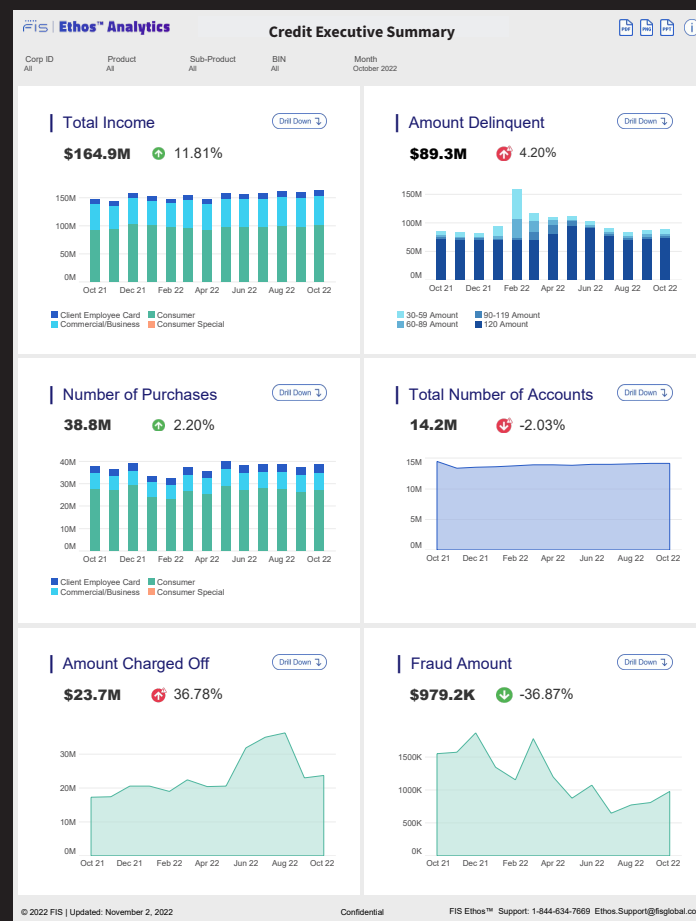 FIS | Ethos™ Analytics
Credit Executive Summary
PDF PNG PPT i
Corp ID Product Sub-Product BIN Month
All All All All October 2022
Total Income
Drill Down
$164.9M 11.81%
150M
100M
50M
0M
Oct 21 Dec 21 Feb 22 Apr 22 Jun 22 Aug 22 Oct 22
Client Employee Card Consumer
Commercial/Business Consumer Special
Amount Delinquent
Drill Down
$89.3M 4.20%
150M
100M
50M
0M
Oct 21 Dec 21 Feb 22 Apr 22 Jun 22 Aug 22 Oct 22
30-59 Amount 90-119 Amount
60-89 Amount 120 Amount
Number of Purchases
Drill Down
38.8M 2.20%
40M
30M
20M
10M
0M
Oct 21 Dec 21 Feb 22 Apr 22 Jun 22 Aug 22 Oct 22
Client Employee Card Consumer
Commercial/Business Consumer Special
Total Number of Accounts
Drill Down
14.2M -2.03%
15M
10M
5M
0M
Oct 21 Dec 21 Feb 22 Apr 22 Jun 22 Aug 22 Oct 22
Amount Charged Off
Drill Down
$23.7M 36.78%
30M
20M
10M
0M
Oct 21 Dec 21 Feb 22 Apr 22 Jun 22 Aug 22 Oct 22
Fraud Amount
Drill Down
$979.2K -36.87%
1500K
1000K
500K
0K
Oct 21 Dec 21 Feb 22 Apr 22 Jun 22 Aug 22 Oct 22
© 2022 FIS | Updated: November 2, 2022 Confidential FIS Ethos™ Support: 1-844-634-7669 Ethos.Support@fisglobal.co